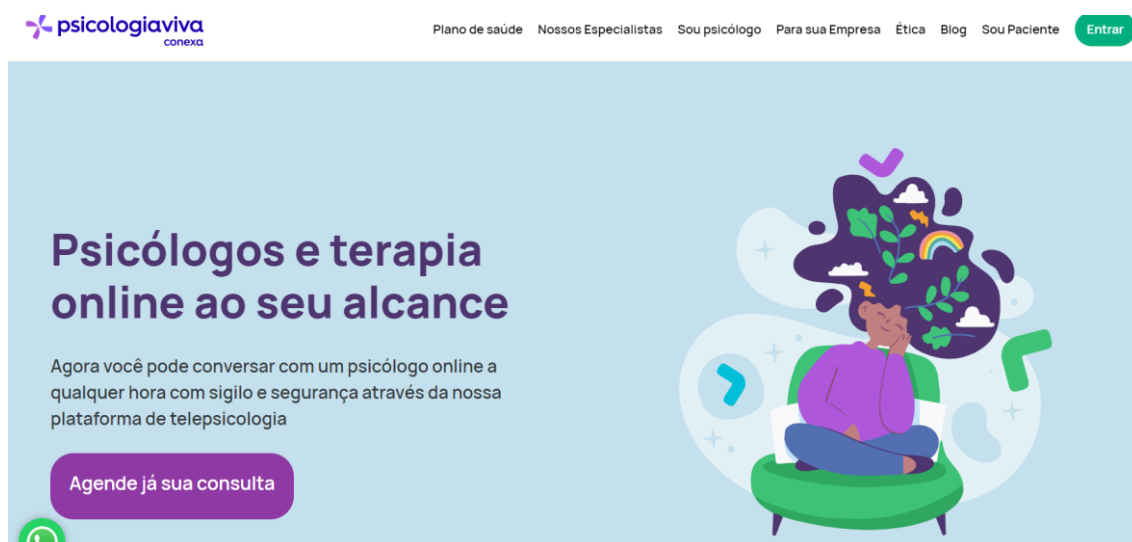 psicologiaviva
conexa
Plano de saúde Nossos Especialistas Sou psicólogo Para sua Empresa Ética Blog Sou Paciente Entrar
Psicólogos e terapia
online ao seu alcance
Agora você pode conversar com um psicólogo online a
qualquer hora com sigilo e segurança através da nossa
plataforma de telepsicologia
Agende já sua consulta